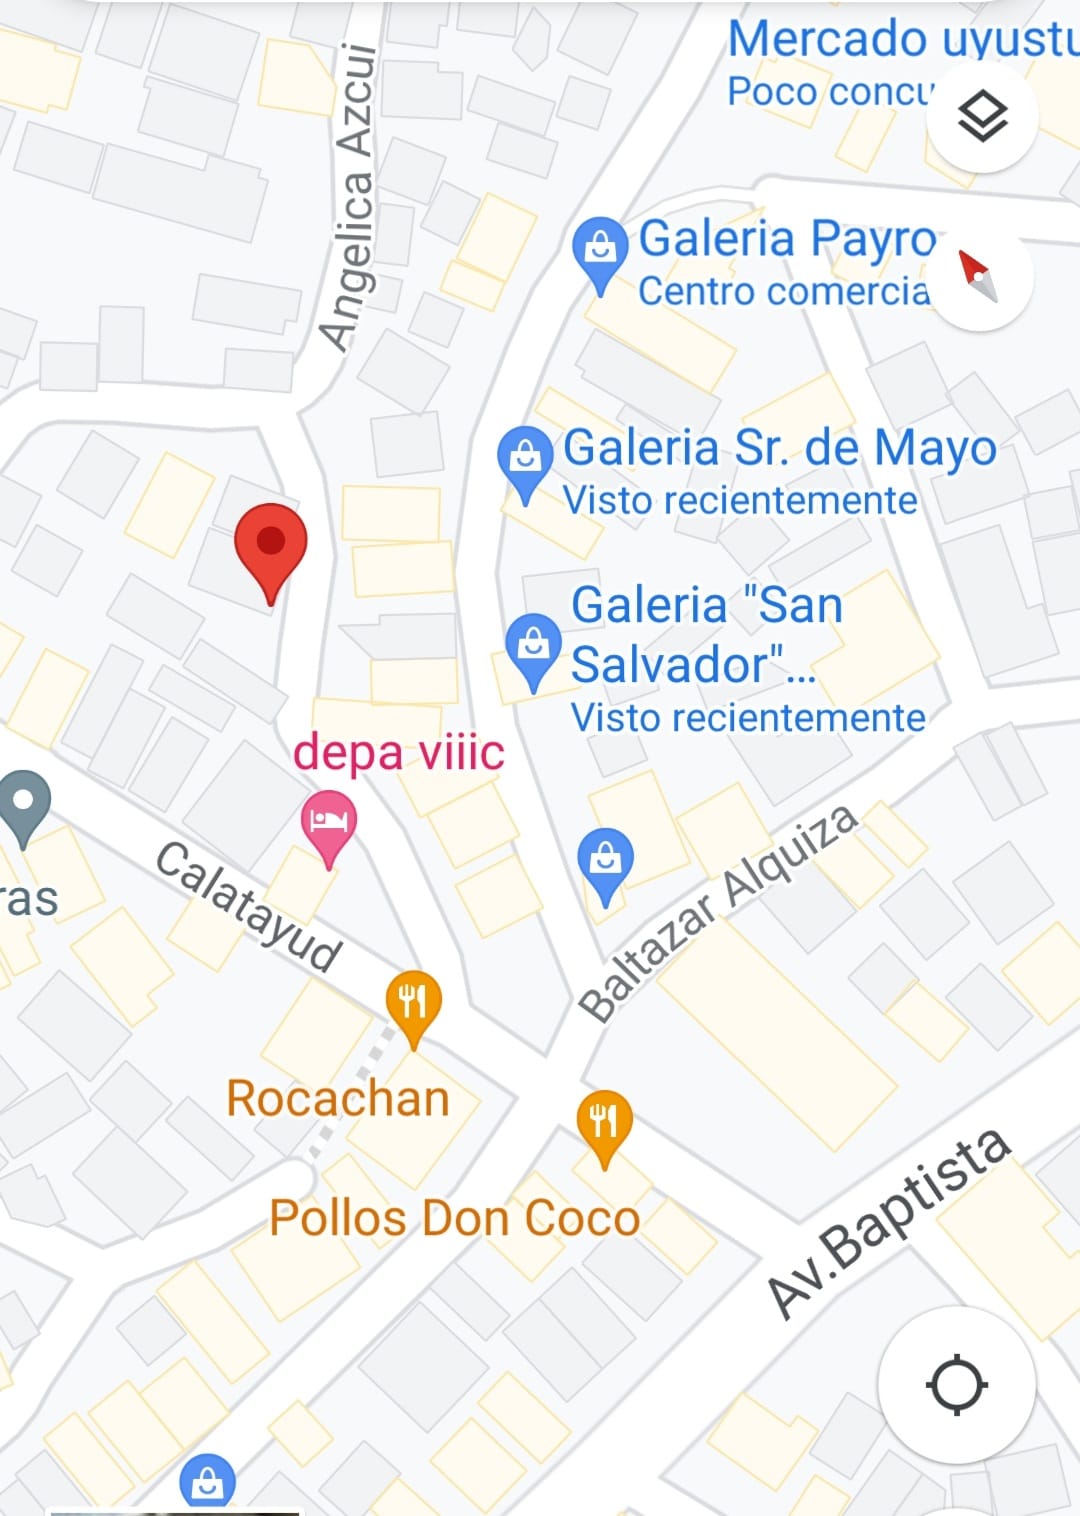 Mercado uyustu
Poco concu
Angelica Azcui
Galeria Payro
Centro comercia
Galeria Sr. de Mayo
Visto recientemente
Galeria "San
Salvador"...
Visto recientemente
depa viiic
Baltazar Alquiza
Calatayud
ras
Rocachan
Pollos Don Coco
Av.Baptista